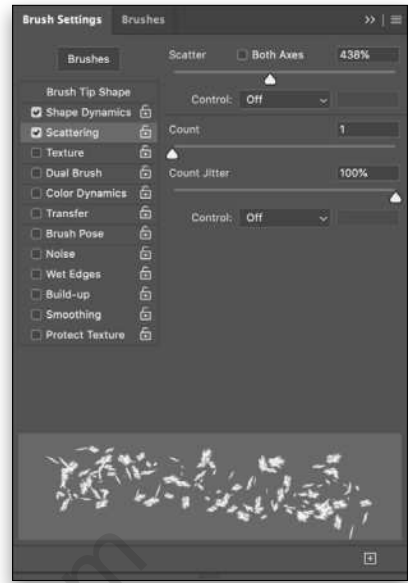 Brush Settings Brushes
Brushes
Brush Tip Shape
Shape Dynamics
Scattering
Texture
Dual Brush
Color Dynamics
Transfer
Brush Pose
Noise
Wet Edges
Build-up
Smoothing
Protect Texture
Scatter Both Axes 438%
Control: Off
Count 1
Count Jitter 100%
Control: Off